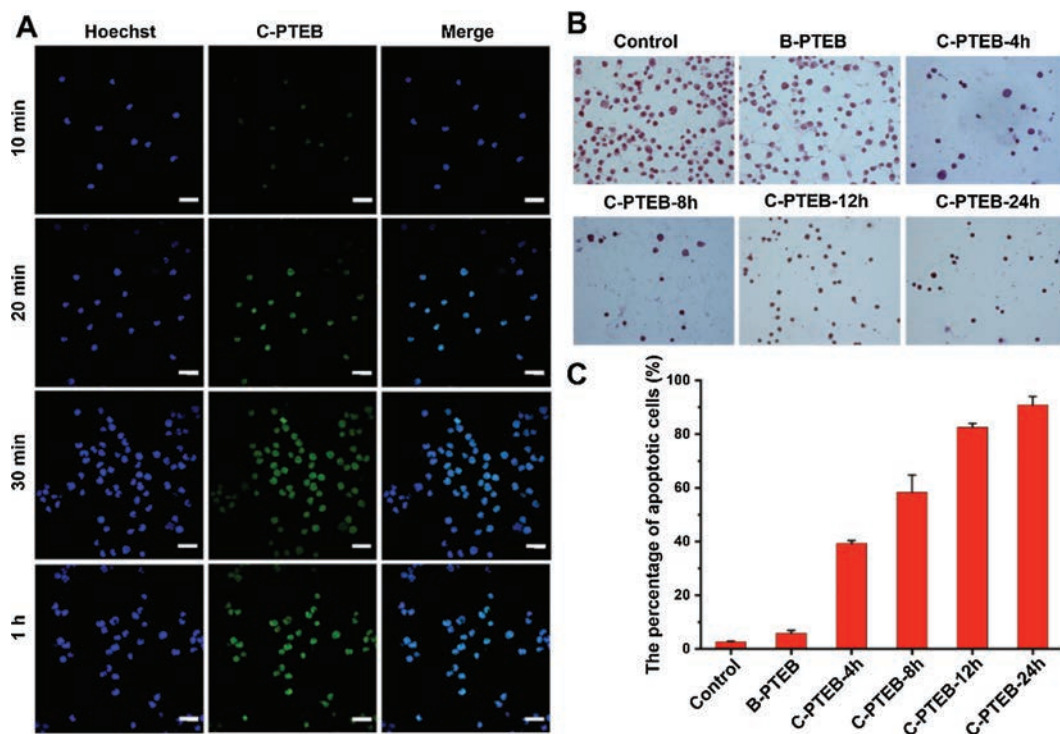 A
Hoechst
C-PTEB
Merge
10 min
20 min
30 min
1 h
B
Control
B-PTEB
C-PTEB-4h
C-PTEB-8h
C-PTEB-12h
C-PTEB-24h
C
The percentage of apoptotic cells (%)
100
80
60
40
20
0
Control
B-PTEB
C-PTEB-4h
C-PTEB-8h
C-PTEB-12h
C-PTEB-24h